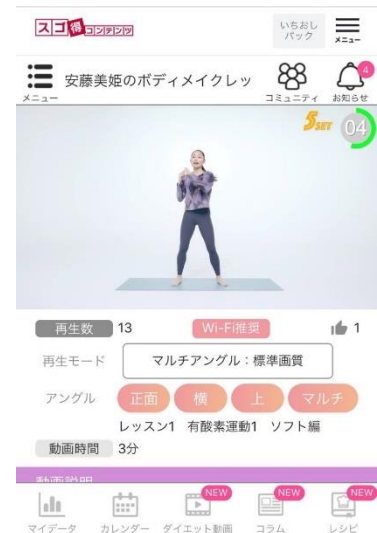 スゴ得コンテンツ
いちおし
パック
メニュー
メニュー
安藤美姫のボディメイクレッ
コミュニティ
4
お知らせ
5SET
04
再生数 13 Wi-Fi推奨 1
再生モード マルチアングル：標準画質
アングル 正面 横 上 マルチ
レッスン1 有酸素運動1 ソフト編
動画時間 3分
動画説明
NEW NEW NEW
マイデータ カレンダー ダイエット動画 コラム レシピ